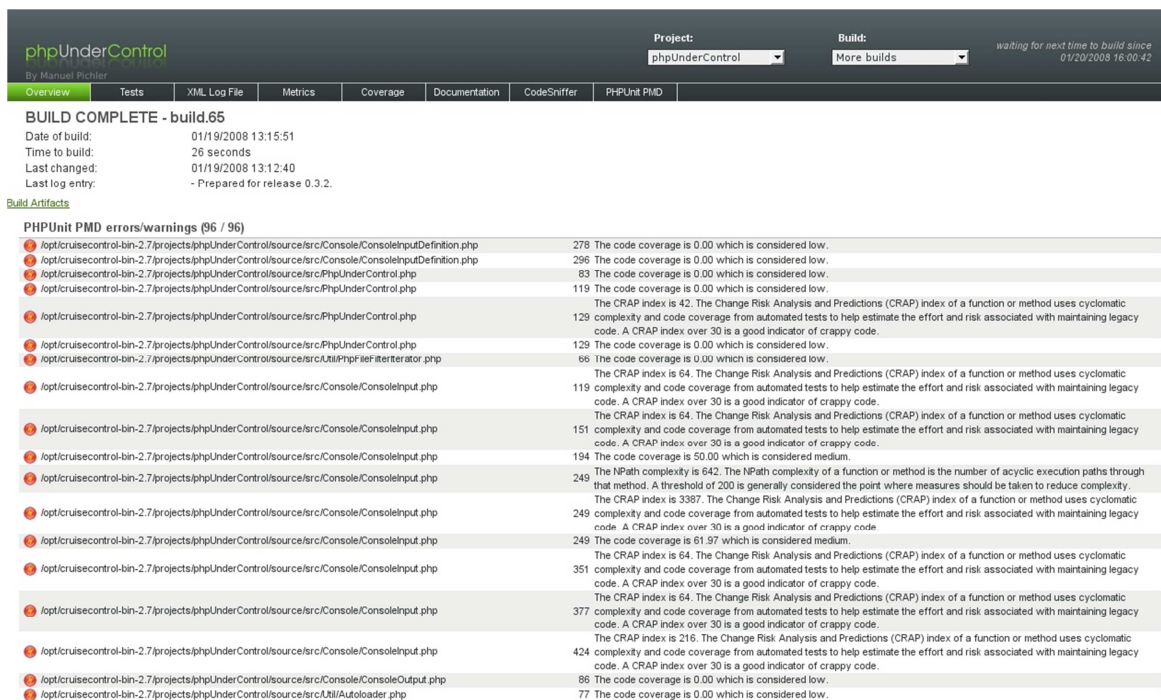 phpUnderControl
By Manuel Pichler
Project:
phpUnderControl
Build:
More builds
waiting for next time to build since
01/20/2008 16:00:42
Overview Tests XML Log File Metrics Coverage Documentation CodeSniffer PHPUnit PMD
BUILD COMPLETE - build.65
Date of build: 01/19/2008 13:15:51
Time to build: 26 seconds
Last changed: 01/19/2008 13:12:40
Last log entry: - Prepared for release 0.3.2.
Build Artifacts
PHPUnit PMD errors/warnings (96 / 96)
/opt/cruisecontrol-bin-2.7/projects/phpUnderControl/source/src/Console/ConsoleInputDefinition.php 278 The code coverage is 0.00 which is considered low.
/opt/cruisecontrol-bin-2.7/projects/phpUnderControl/source/src/Console/ConsoleInputDefinition.php 296 The code coverage is 0.00 which is considered low.
/opt/cruisecontrol-bin-2.7/projects/phpUnderControl/source/src/PhpUnderControl.php 83 The code coverage is 0.00 which is considered low.
/opt/cruisecontrol-bin-2.7/projects/phpUnderControl/source/src/PhpUnderControl.php 119 The code coverage is 0.00 which is considered low.
The CRAP index is 42. The Change Risk Analysis and Predictions (CRAP) index of a function or method uses cyclomatic
/opt/cruisecontrol-bin-2.7/projects/phpUnderControl/source/src/PhpUnderControl.php 129 complexity and code coverage from automated tests to help estimate the effort and risk associated with maintaining legacy
code. A CRAP index over 30 is a good indicator of crappy code.
/opt/cruisecontrol-bin-2.7/projects/phpUnderControl/source/src/PhpUnderControl.php 129 The code coverage is 0.00 which is considered low.
/opt/cruisecontrol-bin-2.7/projects/phpUnderControl/source/src/Util/PhpFileFilterIterator.php 66 The code coverage is 0.00 which is considered low.
The CRAP index is 64. The Change Risk Analysis and Predictions (CRAP) index of a function or method uses cyclomatic
/opt/cruisecontrol-bin-2.7/projects/phpUnderControl/source/src/Console/ConsoleInput.php 119 complexity and code coverage from automated tests to help estimate the effort and risk associated with maintaining legacy
code. A CRAP index over 30 is a good indicator of crappy code.
The CRAP index is 64. The Change Risk Analysis and Predictions (CRAP) index of a function or method uses cyclomatic
/opt/cruisecontrol-bin-2.7/projects/phpUnderControl/source/src/Console/ConsoleInput.php 151 complexity and code coverage from automated tests to help estimate the effort and risk associated with maintaining legacy
code. A CRAP index over 30 is a good indicator of crappy code.
/opt/cruisecontrol-bin-2.7/projects/phpUnderControl/source/src/Console/ConsoleInput.php 194 The code coverage is 50.00 which is considered medium.
The NPath complexity is 642. The NPath complexity of a function or method is the number of acyclic execution paths through
/opt/cruisecontrol-bin-2.7/projects/phpUnderControl/source/src/Console/ConsoleInput.php 249 that method. A threshold of 200 is generally considered the point where measures should be taken to reduce complexity.
The CRAP index is 3387. The Change Risk Analysis and Predictions (CRAP) index of a function or method uses cyclomatic
/opt/cruisecontrol-bin-2.7/projects/phpUnderControl/source/src/Console/ConsoleInput.php 249 complexity and code coverage from automated tests to help estimate the effort and risk associated with maintaining legacy
code. A CRAP index over 30 is a good indicator of crappy code.
/opt/cruisecontrol-bin-2.7/projects/phpUnderControl/source/src/Console/ConsoleInput.php 249 The code coverage is 61.97 which is considered medium.
The CRAP index is 64. The Change Risk Analysis and Predictions (CRAP) index of a function or method uses cyclomatic
/opt/cruisecontrol-bin-2.7/projects/phpUnderControl/source/src/Console/ConsoleInput.php 351 complexity and code coverage from automated tests to help estimate the effort and risk associated with maintaining legacy
code. A CRAP index over 30 is a good indicator of crappy code.
The CRAP index is 64. The Change Risk Analysis and Predictions (CRAP) index of a function or method uses cyclomatic
/opt/cruisecontrol-bin-2.7/projects/phpUnderControl/source/src/Console/ConsoleInput.php 377 complexity and code coverage from automated tests to help estimate the effort and risk associated with maintaining legacy
code. A CRAP index over 30 is a good indicator of crappy code.
The CRAP index is 216. The Change Risk Analysis and Predictions (CRAP) index of a function or method uses cyclomatic
/opt/cruisecontrol-bin-2.7/projects/phpUnderControl/source/src/Console/ConsoleInput.php 424 complexity and code coverage from automated tests to help estimate the effort and risk associated with maintaining legacy
code. A CRAP index over 30 is a good indicator of crappy code.
/opt/cruisecontrol-bin-2.7/projects/phpUnderControl/source/src/Console/ConsoleOutput.php 86 The code coverage is 0.00 which is considered low.
/opt/cruisecontrol-bin-2.7/projects/phpUnderControl/source/src/Util/Autoloader.php 77 The code coverage is 0.00 which is considered low.